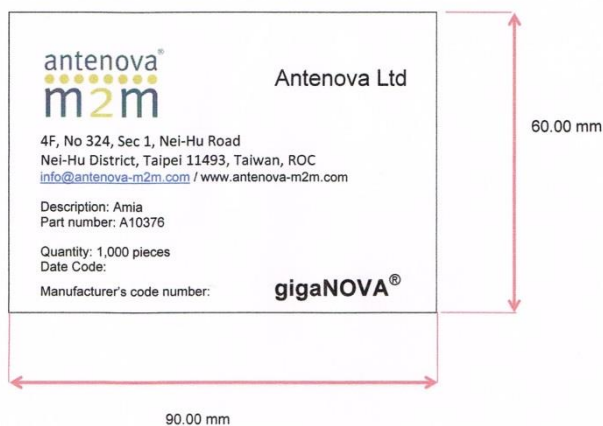 antenova®
m2m
Antenova Ltd
4F, No 324, Sec 1, Nei-Hu Road
Nei-Hu District, Taipei 11493, Taiwan, ROC
info@antenova-m2m.com / www.antenova-m2m.com
Description: Amia
Part number: A10376
Quantity: 1,000 pieces
Date Code:
Manufacturer's code number:
gigaNOVA®
60.00 mm
90.00 mm